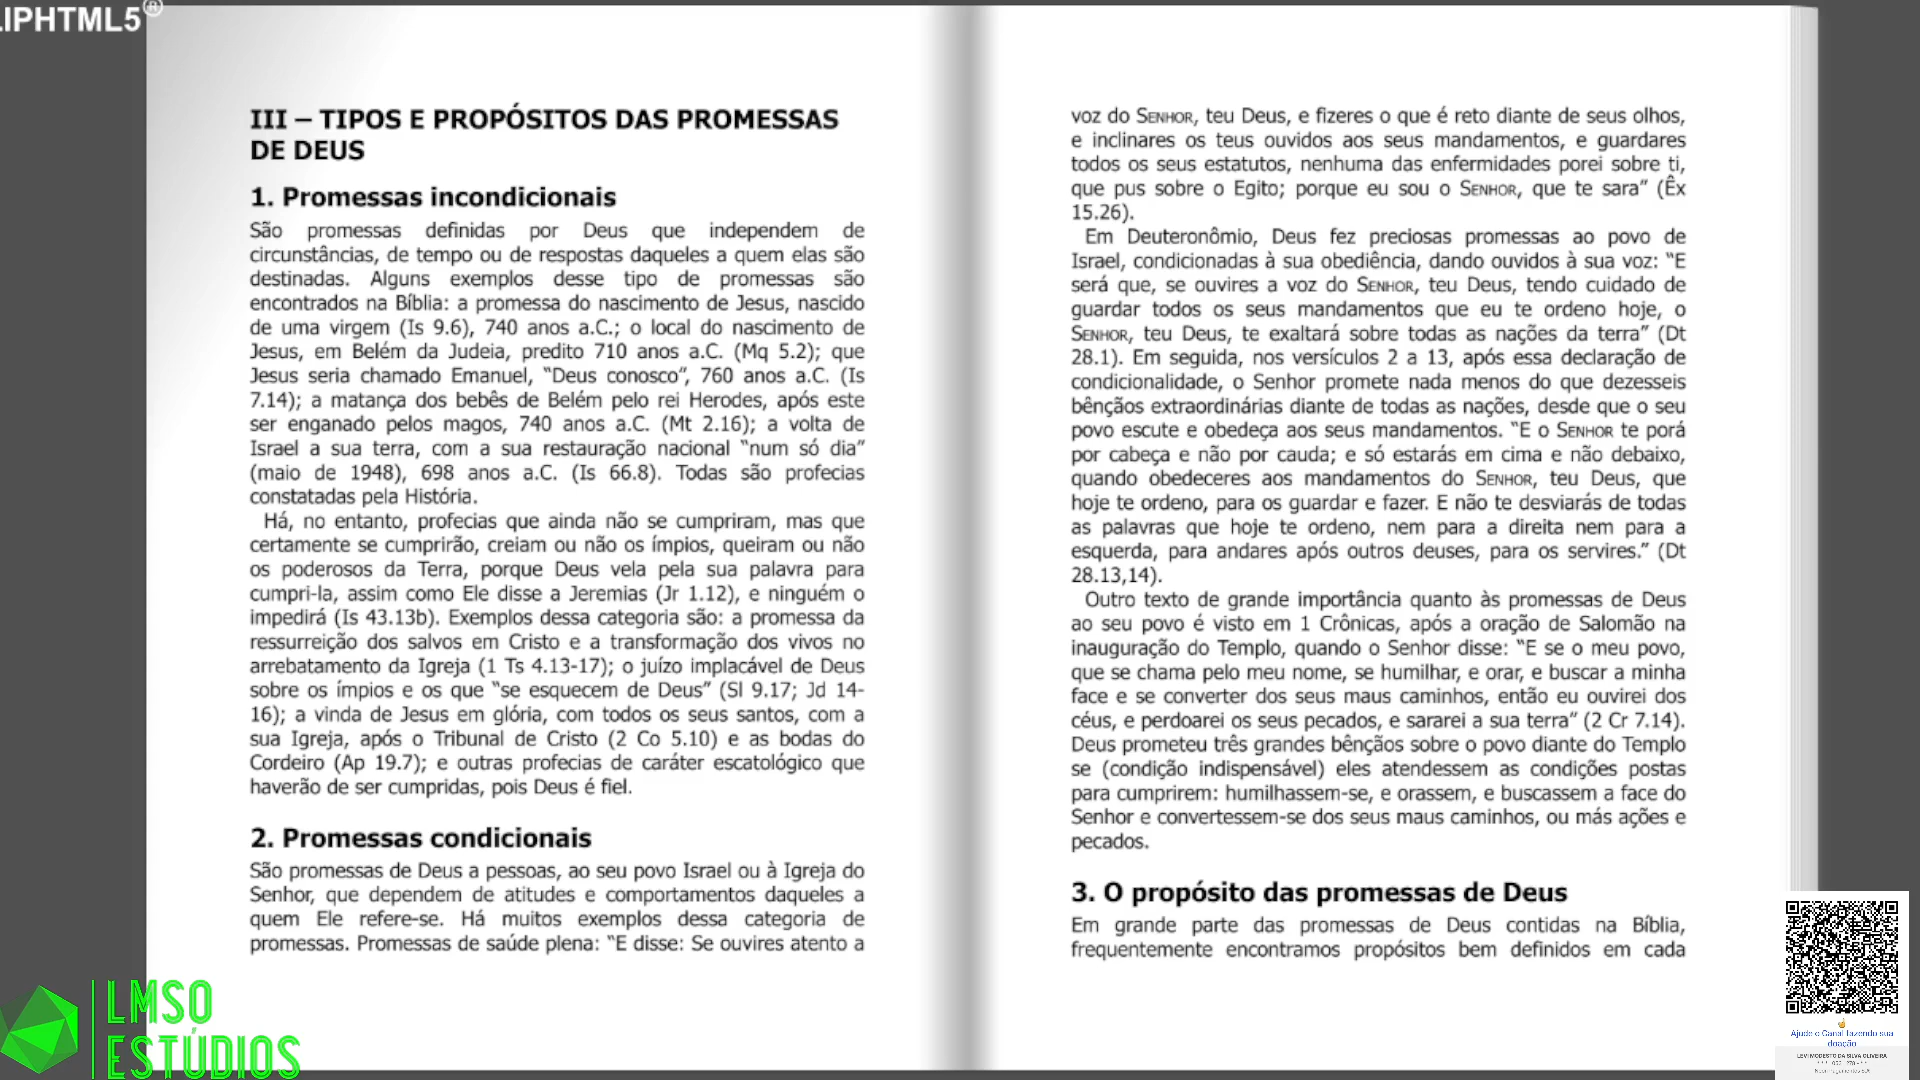 IPHTML5®
III – TIPOS E PROPÓSITOS DAS PROMESSAS
DE DEUS
1. Promessas incondicionais
São promessas definidas por Deus que independem de
circunstâncias, de tempo ou de respostas daqueles a quem elas são
destinadas. Alguns exemplos desse tipo de promessas são
encontrados na Bíblia: a promessa do nascimento de Jesus, nascido
de uma virgem (Is 9.6), 740 anos a.C.; o local do nascimento de
Jesus, em Belém da Judeia, predito 710 anos a.C. (Mq 5.2); que
Jesus seria chamado Emanuel, “Deus conosco”, 760 anos a.C. (Is
7.14); a matança dos bebês de Belém pelo rei Herodes, após este
ser enganado pelos magos, 740 anos a.C. (Mt 2.16); a volta de
Israel a sua terra, com a sua restauração nacional “num só dia”
(maio de 1948), 698 anos a.C. (Is 66.8). Todas são profecias
constatadas pela História.
Há, no entanto, profecias que ainda não se cumpriram, mas que
certamente se cumprirão, creiam ou não os ímpios, queiram ou não
os poderosos da Terra, porque Deus vela pela sua palavra para
cumpri-la, assim como Ele disse a Jeremias (Jr 1.12), e ninguém o
impedirá (Is 43.13b). Exemplos dessa categoria são: a promessa da
ressurreição dos salvos em Cristo e a transformação dos vivos no
arrebatamento da Igreja (1 Ts 4.13-17); o juízo implacável de Deus
sobre os ímpios e os que “se esquecem de Deus” (Sl 9.17; Jd 14-
16); a vinda de Jesus em glória, com todos os seus santos, com a
sua Igreja, após o Tribunal de Cristo (2 Co 5.10) e as bodas do
Cordeiro (Ap 19.7); e outras profecias de caráter escatológico que
haverão de ser cumpridas, pois Deus é fiel.
2. Promessas condicionais
São promessas de Deus a pessoas, ao seu povo Israel ou à Igreja do
Senhor, que dependem de atitudes e comportamentos daqueles a
quem Ele refere-se. Há muitos exemplos dessa categoria de
promessas. Promessas de saúde plena: “E disse: Se ouvires atento a
voz do SENHOR, teu Deus, e fizeres o que é reto diante de seus olhos,
e inclinares os teus ouvidos aos seus mandamentos, e guardares
todos os seus estatutos, nenhuma das enfermidades porei sobre ti,
que pus sobre o Egito; porque eu sou o SENHOR, que te sara” (Êx
15.26).
Em Deuteronômio, Deus fez preciosas promessas ao povo de
Israel, condicionadas à sua obediência, dando ouvidos à sua voz: “E
será que, se ouvires a voz do SENHOR, teu Deus, tendo cuidado de
guardar todos os seus mandamentos que eu te ordeno hoje, o
SENHOR, teu Deus, te exaltará sobre todas as nações da terra” (Dt
28.1). Em seguida, nos versículos 2 a 13, após essa declaração de
condicionalidade, o Senhor promete nada menos do que dezesseis
bênçãos extraordinárias diante de todas as nações, desde que o seu
povo escute e obedeça aos seus mandamentos. “E o SENHOR te porá
por cabeça e não por cauda; e só estarás em cima e não debaixo,
quando obedeceres aos mandamentos do SENHOR, teu Deus, que
hoje te ordeno, para os guardar e fazer. E não te desviarás de todas
as palavras que hoje te ordeno, nem para a direita nem para a
esquerda, para andares após outros deuses, para os servires.” (Dt
28.13,14).
Outro texto de grande importância quanto às promessas de Deus
ao seu povo é visto em 1 Crônicas, após a oração de Salomão na
inauguração do Templo, quando o Senhor disse: “E se o meu povo,
que se chama pelo meu nome, se humilhar, e orar, e buscar a minha
face e se converter dos seus maus caminhos, então eu ouvirei dos
céus, e perdoarei os seus pecados, e sararei a sua terra” (2 Cr 7.14).
Deus prometeu três grandes bênçãos sobre o povo diante do Templo
se (condição indispensável) eles atendessem as condições postas
para cumprirem: humilhassem-se, e orassem, e buscassem a face do
Senhor e convertessem-se dos seus maus caminhos, ou más ações e
pecados.
3. O propósito das promessas de Deus
Em grande parte das promessas de Deus contidas na Bíblia,
frequentemente encontramos propósitos bem definidos em cada
LMSO
ESTÚDIOS
Ajude o Canal fazendo sua
doação
LEVI MODESTO DA SILVA OLIVEIRA